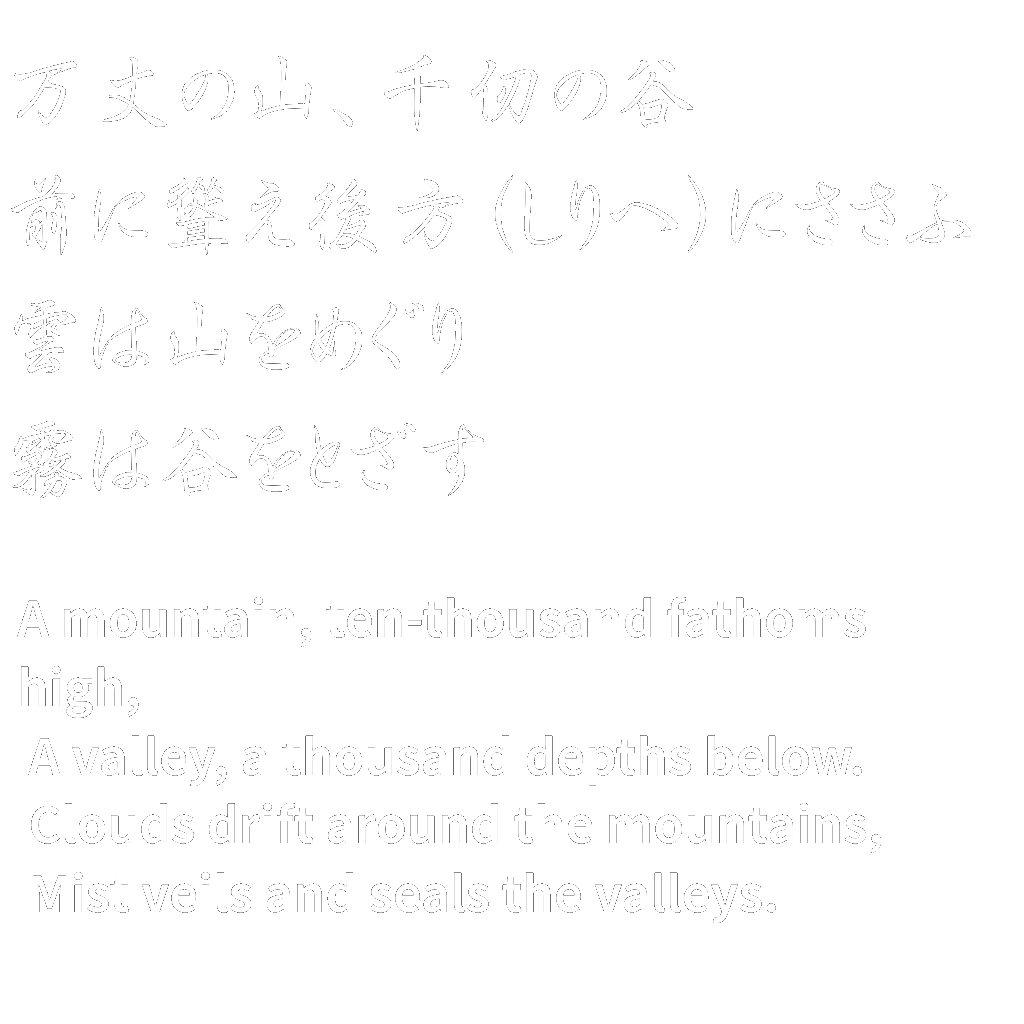 万丈の山、千仞の谷
前に聳え後方(しりへ)にささふ
雲は山をめぐり
霧は谷をとざす
A mountain, ten-thousand fathoms
high,
A valley, a thousand depths below.
Clouds drift around the mountains,
Mist veils and seals the valleys.